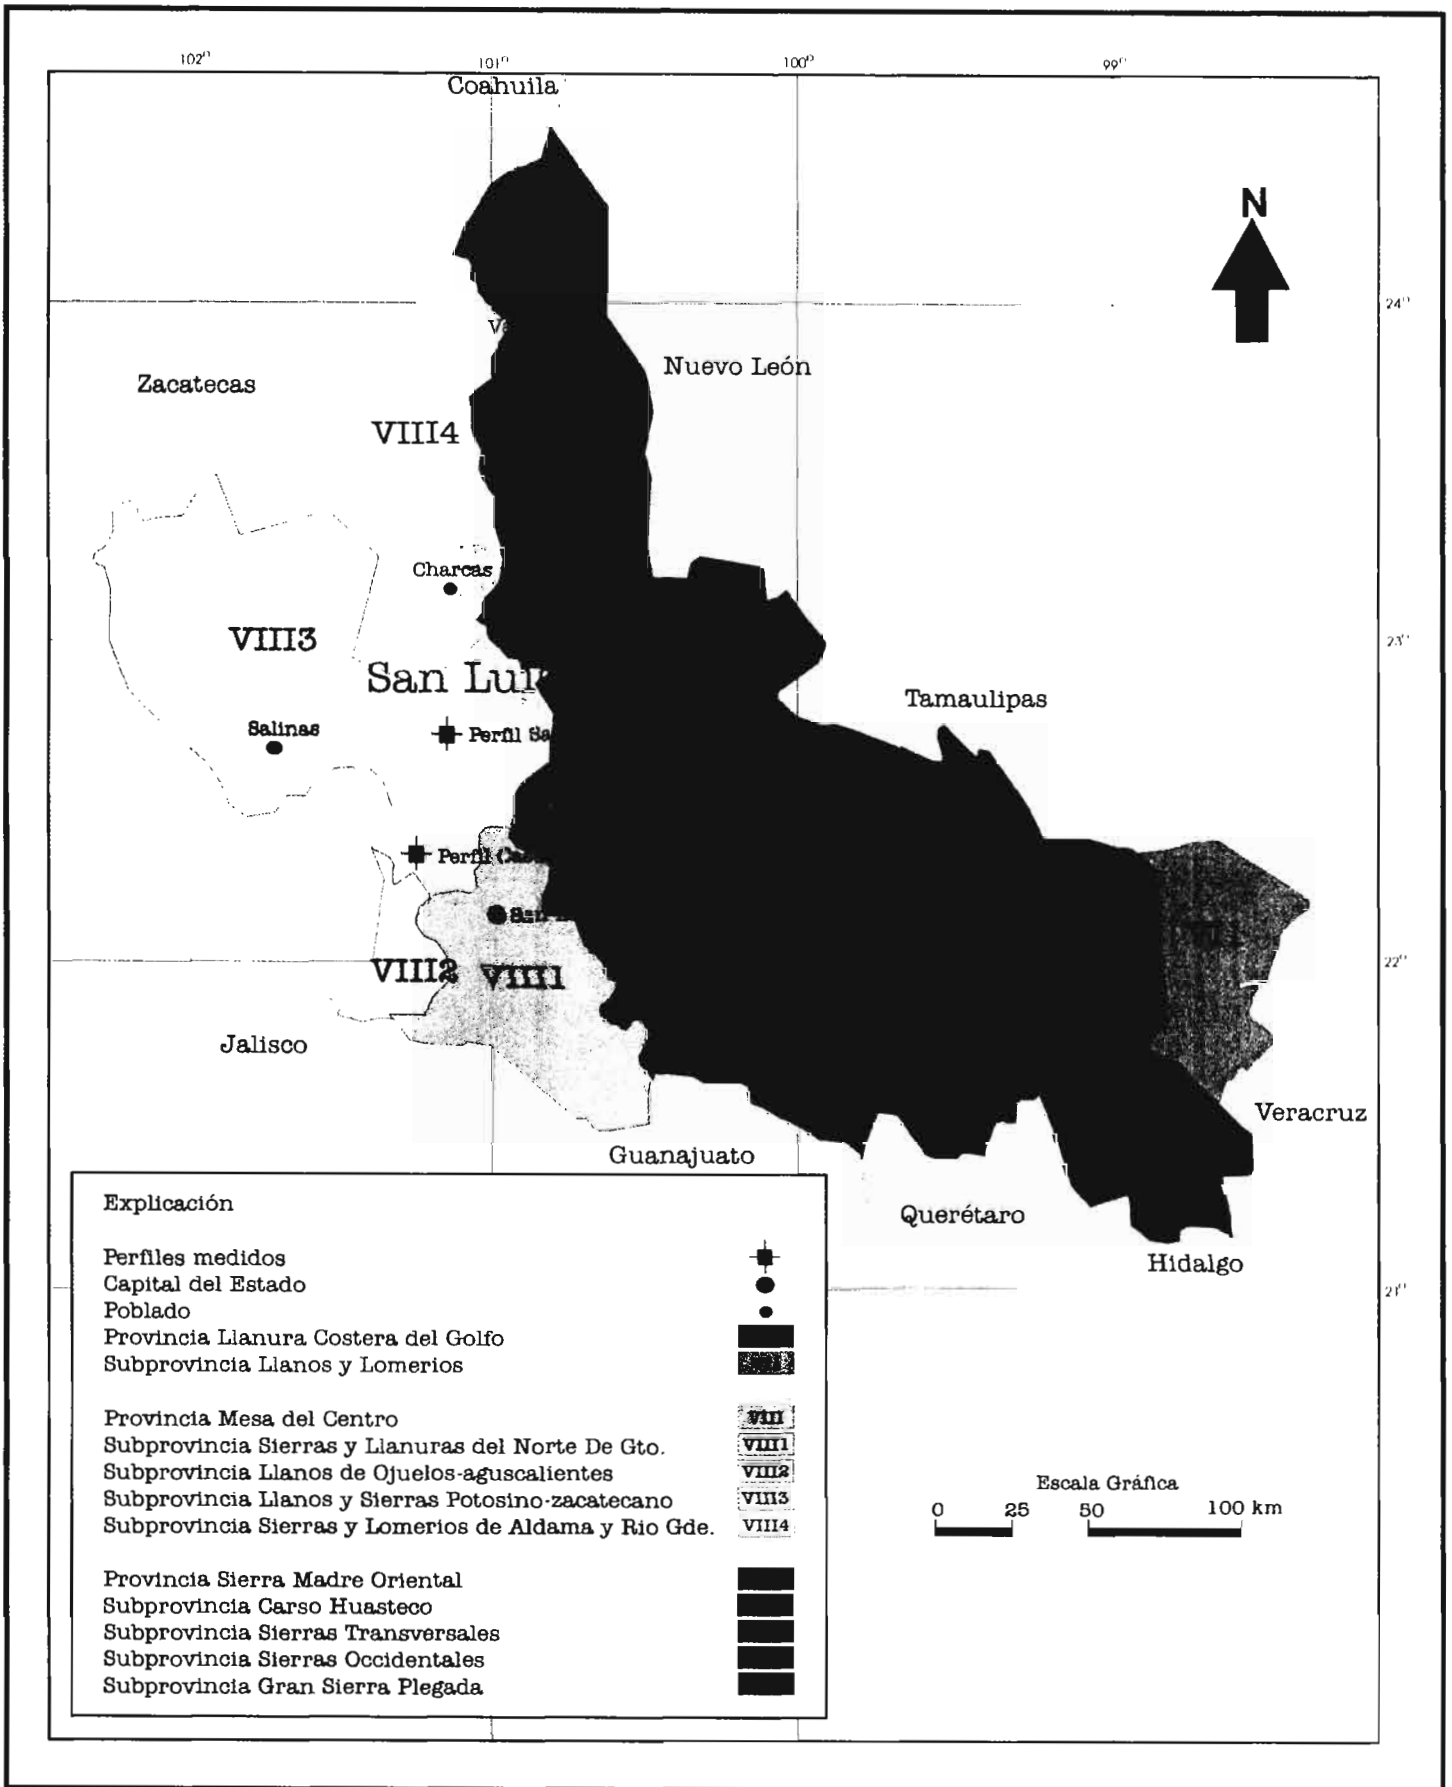 102°
101°
100°
99°
Coahuila
N
24°
Nuevo León
Zacatecas
VIII4
Charcas
VIII3
23°
San Luis
Tamaulipas
Salinas
Perfil
Perfil
San
22°
VIII2
VIII1
Jalisco
Veracruz
Guanajuato
Querétaro
Hidalgo
21°
Explicación
Perfiles medidos
Capital del Estado
Poblado
Provincia Llanura Costera del Golfo
Subprovincia Llanos y Lomerios
Provincia Mesa del Centro VIII
Subprovincia Sierras y Llanuras del Norte De Gto. VIII1
Subprovincia Llanos de Ojuelos-aguscalientes VIII2
Subprovincia Llanos y Sierras Potosino-zacatecano VIII3
Subprovincia Sierras y Lomerios de Aldama y Rio Gde. VIII4
Provincia Sierra Madre Oriental
Subprovincia Carso Huasteco
Subprovincia Sierras Transversales
Subprovincia Sierras Occidentales
Subprovincia Gran Sierra Plegada
Escala Gráfica
0 25 50 100 km